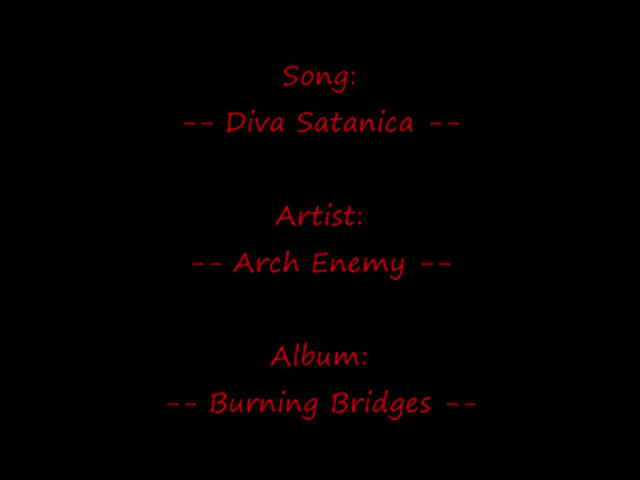 Song:
-- Diva Satanica --
Artist:
-- Arch Enemy --
Album:
-- Burning Bridges --